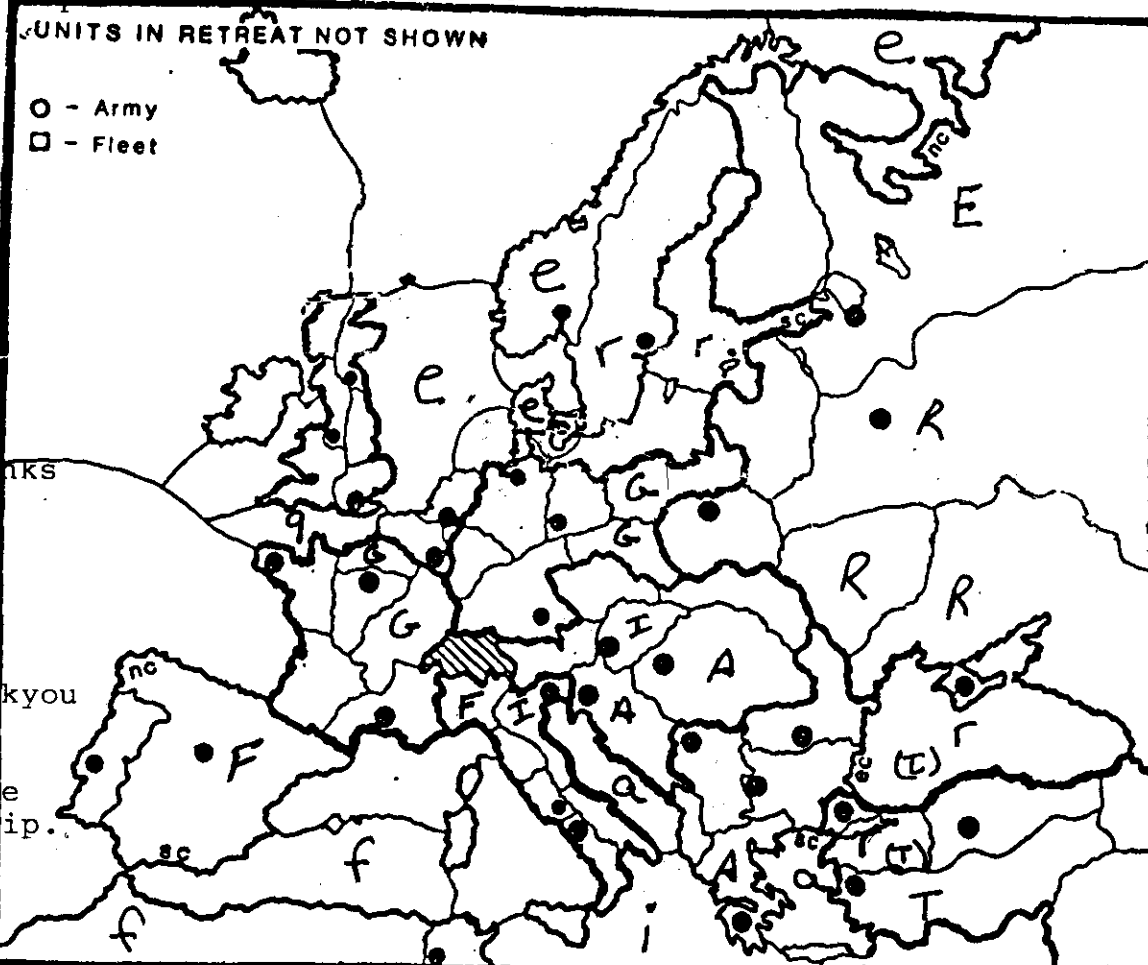 UNITS IN RETREAT NOT SHOWN
O - Army
□ - Fleet
e
nc
E
e
sc
r
r
e
e
R
nks
G
g
G
G
R
R
I
G
nc
A
kyou
F
I
A
r
F
(I)
e
a
ip.
sc
sc
r
(T)
f
A
a
T
f
i